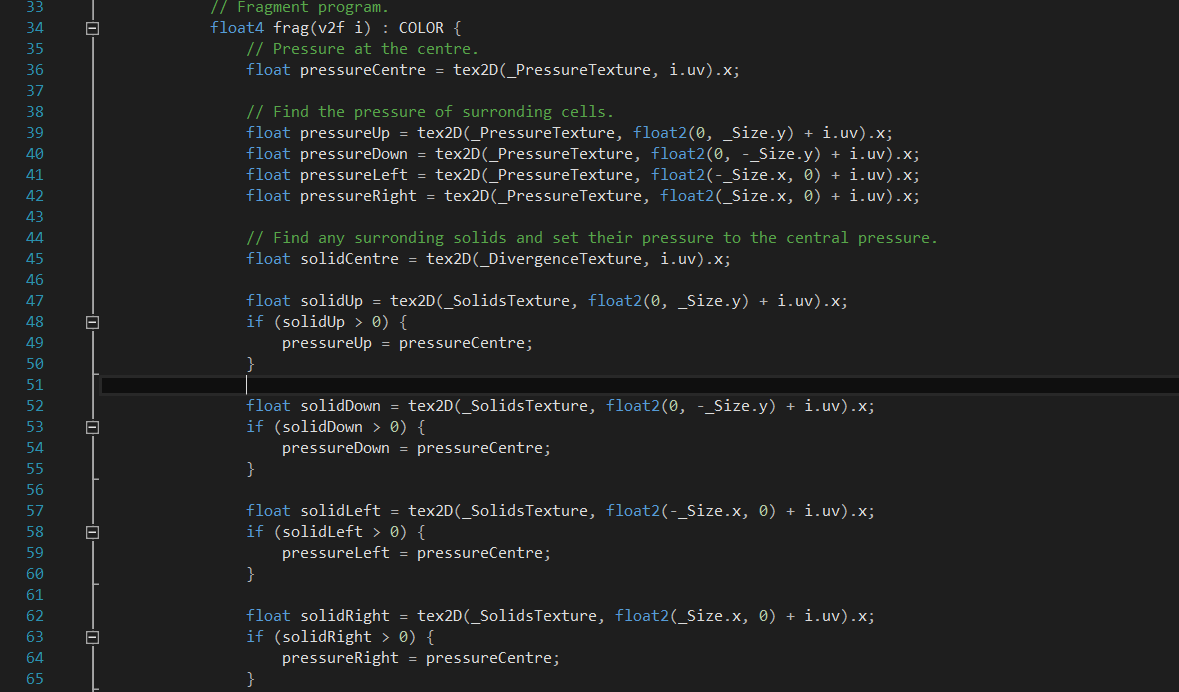 33 // Fragment program.
34 float4 frag(v2f i) : COLOR {
35 // Pressure at the centre.
36 float pressureCentre = tex2D(_PressureTexture, i.uv).x;
37
38 // Find the pressure of surronding cells.
39 float pressureUp = tex2D(_PressureTexture, float2(0, _Size.y) + i.uv).x;
40 float pressureDown = tex2D(_PressureTexture, float2(0, -_Size.y) + i.uv).x;
41 float pressureLeft = tex2D(_PressureTexture, float2(-_Size.x, 0) + i.uv).x;
42 float pressureRight = tex2D(_PressureTexture, float2(_Size.x, 0) + i.uv).x;
43
44 // Find any surronding solids and set their pressure to the central pressure.
45 float solidCentre = tex2D(_DivergenceTexture, i.uv).x;
46
47 float solidUp = tex2D(_SolidsTexture, float2(0, _Size.y) + i.uv).x;
48 if (solidUp > 0) {
49 pressureUp = pressureCentre;
50 }
51
52 float solidDown = tex2D(_SolidsTexture, float2(0, -_Size.y) + i.uv).x;
53 if (solidDown > 0) {
54 pressureDown = pressureCentre;
55 }
56
57 float solidLeft = tex2D(_SolidsTexture, float2(-_Size.x, 0) + i.uv).x;
58 if (solidLeft > 0) {
59 pressureLeft = pressureCentre;
60 }
61
62 float solidRight = tex2D(_SolidsTexture, float2(_Size.x, 0) + i.uv).x;
63 if (solidRight > 0) {
64 pressureRight = pressureCentre;
65 }